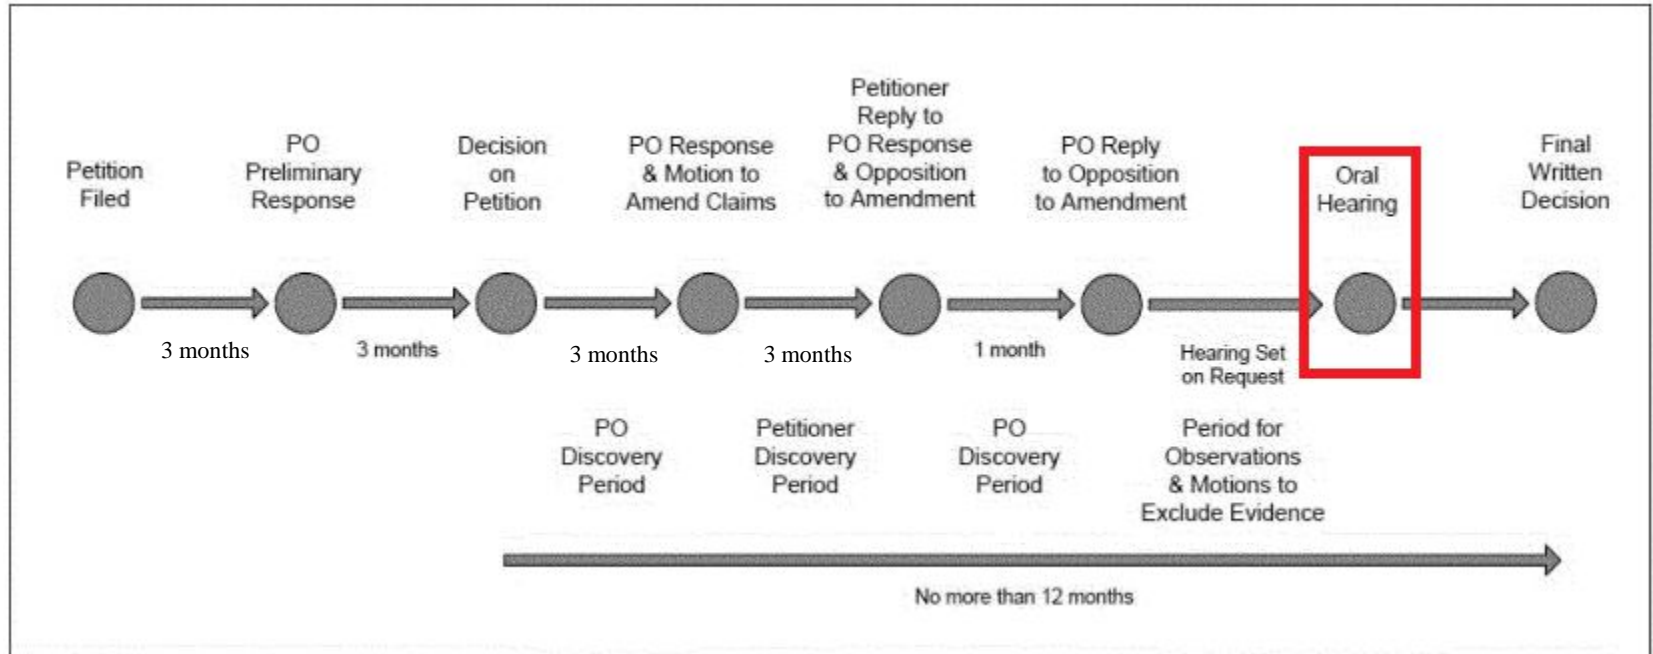 Petition
Filed
PO
Preliminary
Response
Decision
on
Petition
PO Response
& Motion to
Amend Claims
Petitioner
Reply to
PO Response
& Opposition
to Amendment
PO Reply
to Opposition
to Amendment
Oral
Hearing
Final
Written
Decision
3 months
3 months
3 months
3 months
1 month
Hearing Set
on Request
PO
Discovery
Period
Petitioner
Discovery
Period
PO
Discovery
Period
Period for
Observations
& Motions to
Exclude Evidence
No more than 12 months